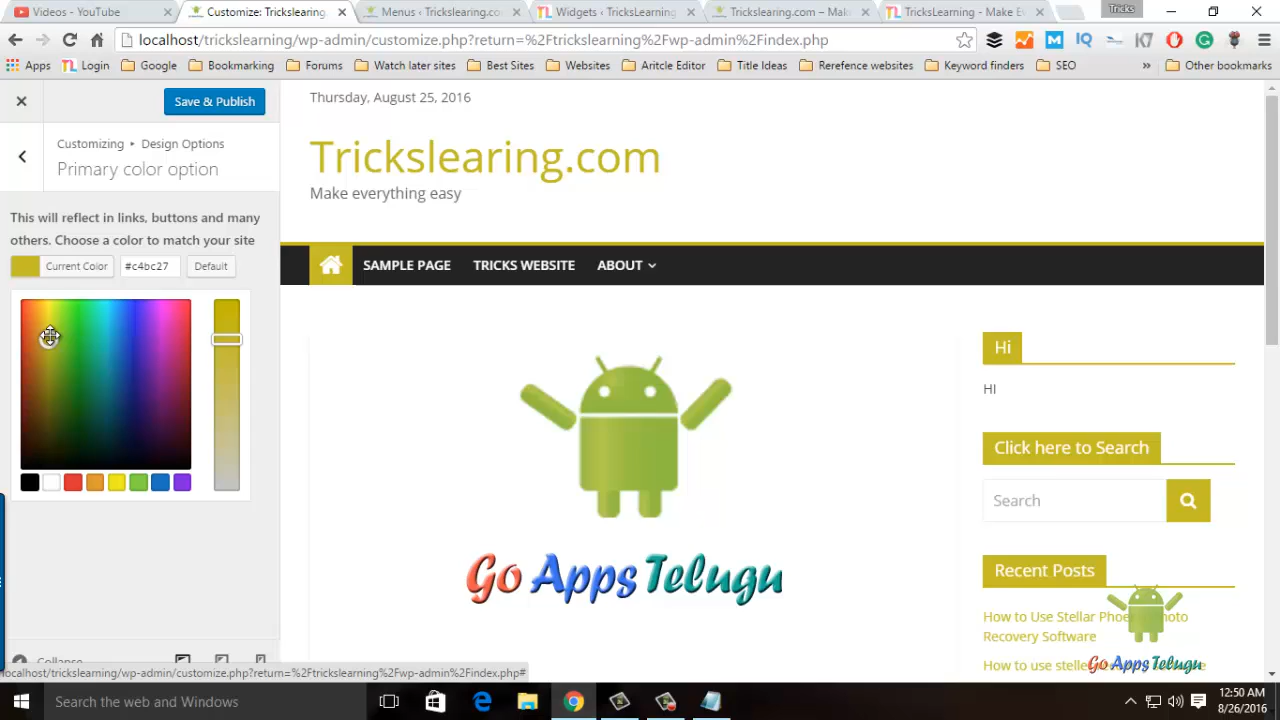 Videos - YouTube
Customize: Trickslearing
Menus ‹ Trickslearing.co
Widgets ‹ TricksLearning
Trickslearing.com – Mak
TricksLearning - Make Ev
Tricks
localhost/trickslearning/wp-admin/customize.php?return=%2Ftrickslearning%2Fwp-admin%2Findex.php
Apps
Login
Google
Bookmarking
Forums
Watch later sites
Best Sites
Websites
Aritcle Editor
Title Ideas
Rerefence websites
Keyword finders
SEO
»
Other bookmarks
Save & Publish
Customizing ▸ Design Options
Primary color option
This will reflect in links, buttons and many
others. Choose a color to match your site
Current Color
#c4bc27
Default
Collapse
Thursday, August 25, 2016
Trickslearing.com
Make everything easy
SAMPLE PAGE
TRICKS WEBSITE
ABOUT
Go Apps Telugu
Hi
HI
Click here to Search
Search
Recent Posts
How to Use Stellar Phoe oto
Recovery Software
How to use stelle e
Go Apps Telugu
localhost/trickslearning/wp-admin/customize.php?return=%2Ftrickslearning%2Fwp-admin%2Findex.php#
Search the web and Windows
12:50 AM
8/26/2016